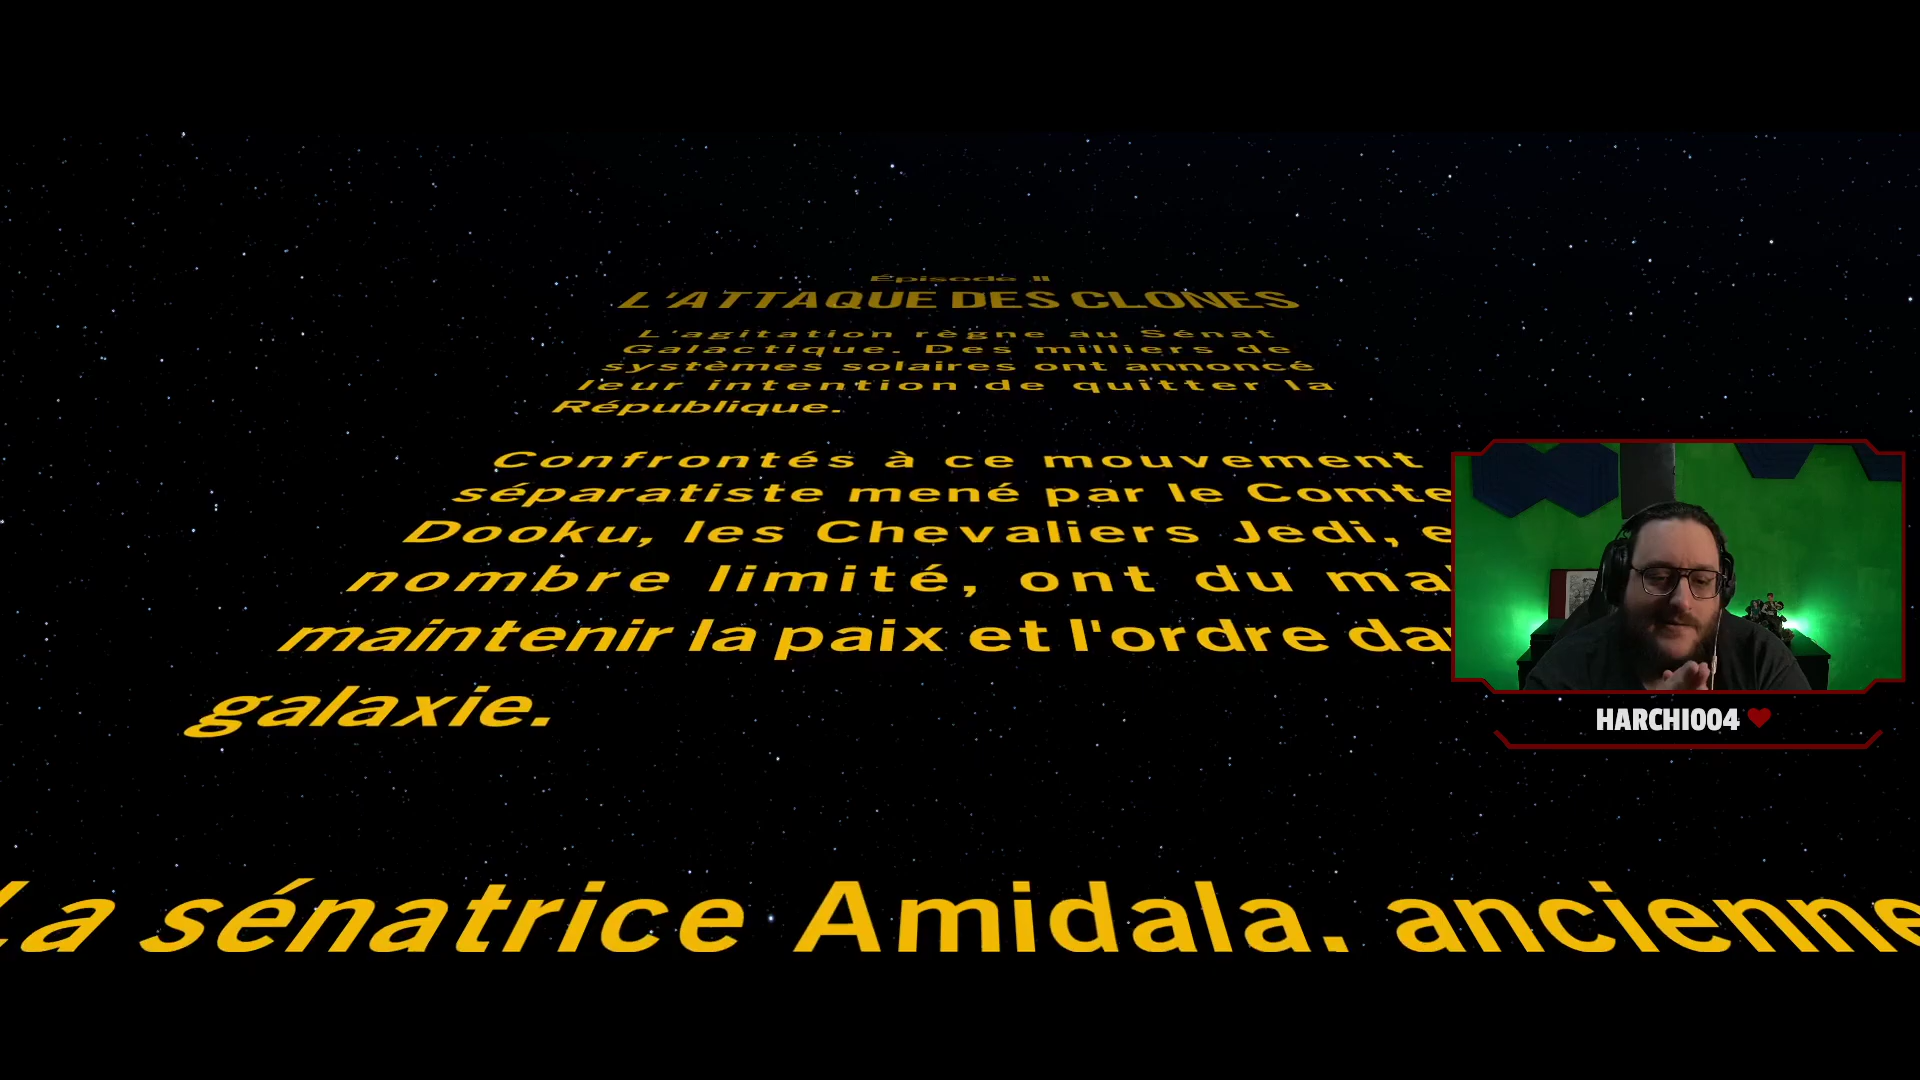 Épisode II
L'ATTAQUE DES CLONES
L'agitation règne au Sénat
Galactique. Des milliers de
systèmes solaires ont annoncé
leur intention de quitter la
République.
Confrontés à ce mouvement
séparatiste mené par le Comte
Dooku, les Chevaliers Jedi, e
nombre limité, ont du mal
maintenir la paix et l'ordre da
galaxie.
La sénatrice Amidala, ancienne
HARCHI004